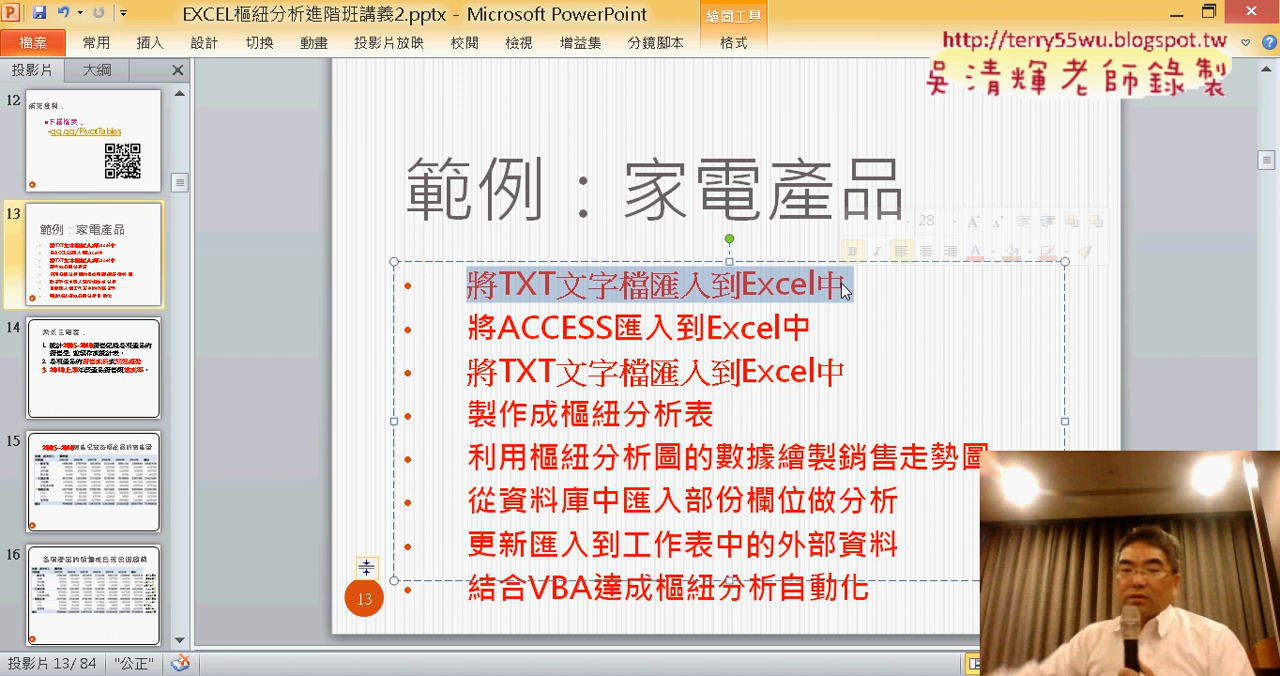 EXCEL樞紐分析進階班講義2.pptx - Microsoft PowerPoint
繪圖工具
檔案 常用 插入 設計 切換 動畫 投影片放映 校閱 檢視 增益集 分鏡腳本 格式
http://terry55wu.blogspot.tw
吳清輝老師錄製
投影片 大綱
12
下載檔案:
gg.gg/PivotTables
13
範例：家電產品
14
15
16
範例：家電產品
28
將TXT文字檔匯入到Excel中
將ACCESS匯入到Excel中
將TXT文字檔匯入到Excel中
製作成樞紐分析表
利用樞紐分析圖的數據繪製銷售走勢圖
從資料庫中匯入部份欄位做分析
更新匯入到工作表中的外部資料
結合VBA達成樞紐分析自動化
13
投影片 13/ 84 "公正"